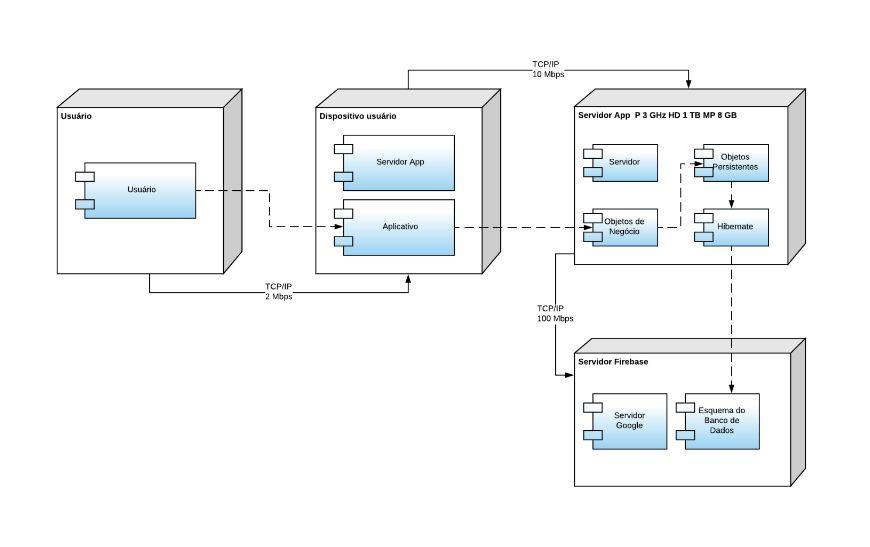 TCP/IP
10 Mbps
Usuário
Dispositivo usuário
Servidor App  P 3 GHz HD 1 TB MP 8 GB
Usuário
Servidor App
Aplicativo
Servidor
Objetos
Persistentes
Objetos de
Negócio
Hibernate
TCP/IP
2 Mbps
TCP/IP
100 Mbps
Servidor Firebase
Servidor
Google
Esquema do
Banco de
Dados